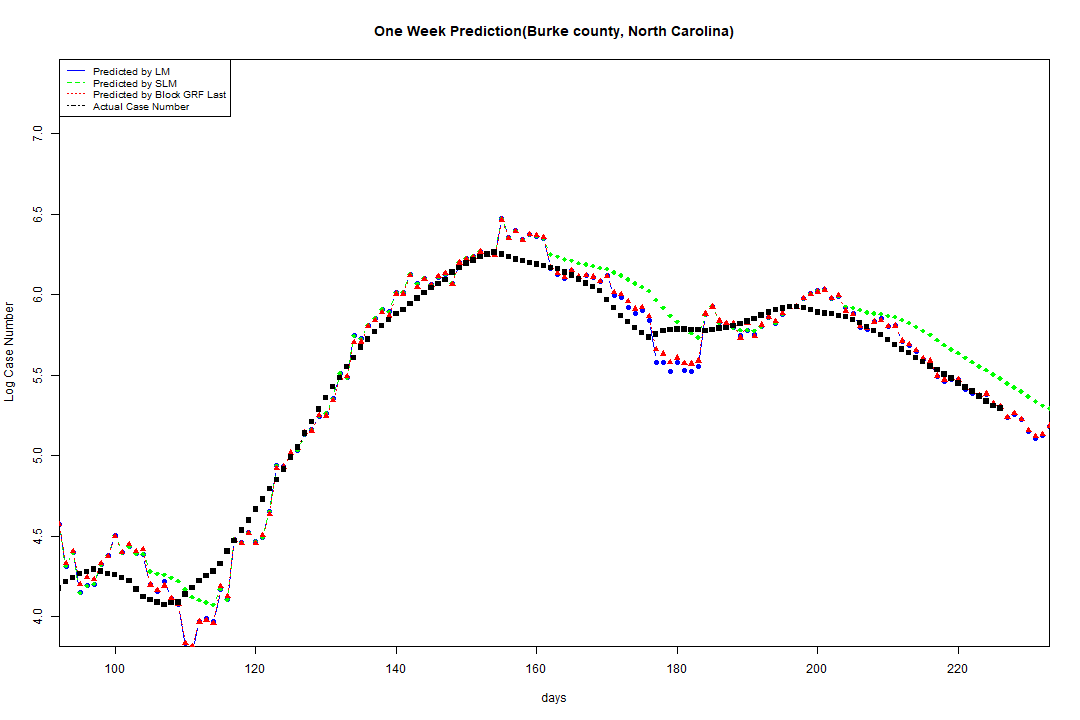 One Week Prediction(Burke county, North Carolina)
Predicted by LM
Predicted by SLM
Predicted by Block GRF Last
Actual Case Number
7.0
6.5
6.0
5.5
5.0
4.5
4.0
Log Case Number
100 120 140 160 180 200 220
days